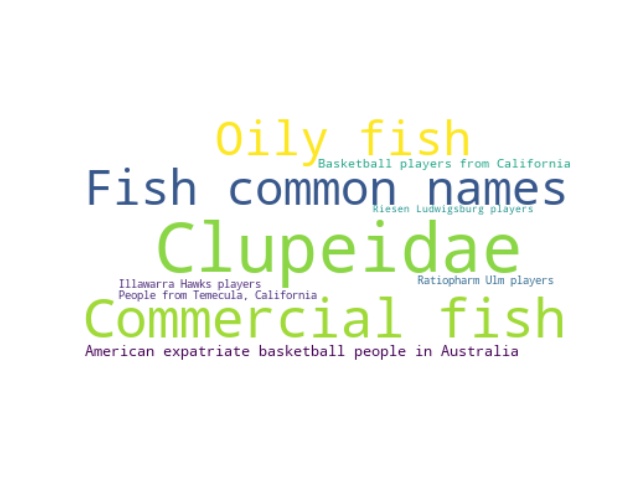 Oily fish
Basketball players from California
Fish common names
Riesen Ludwigsburg players
Clupeidae
Ratiopharm Ulm players
Illawarra Hawks players
People from Temecula, California
Commercial fish
American expatriate basketball people in Australia